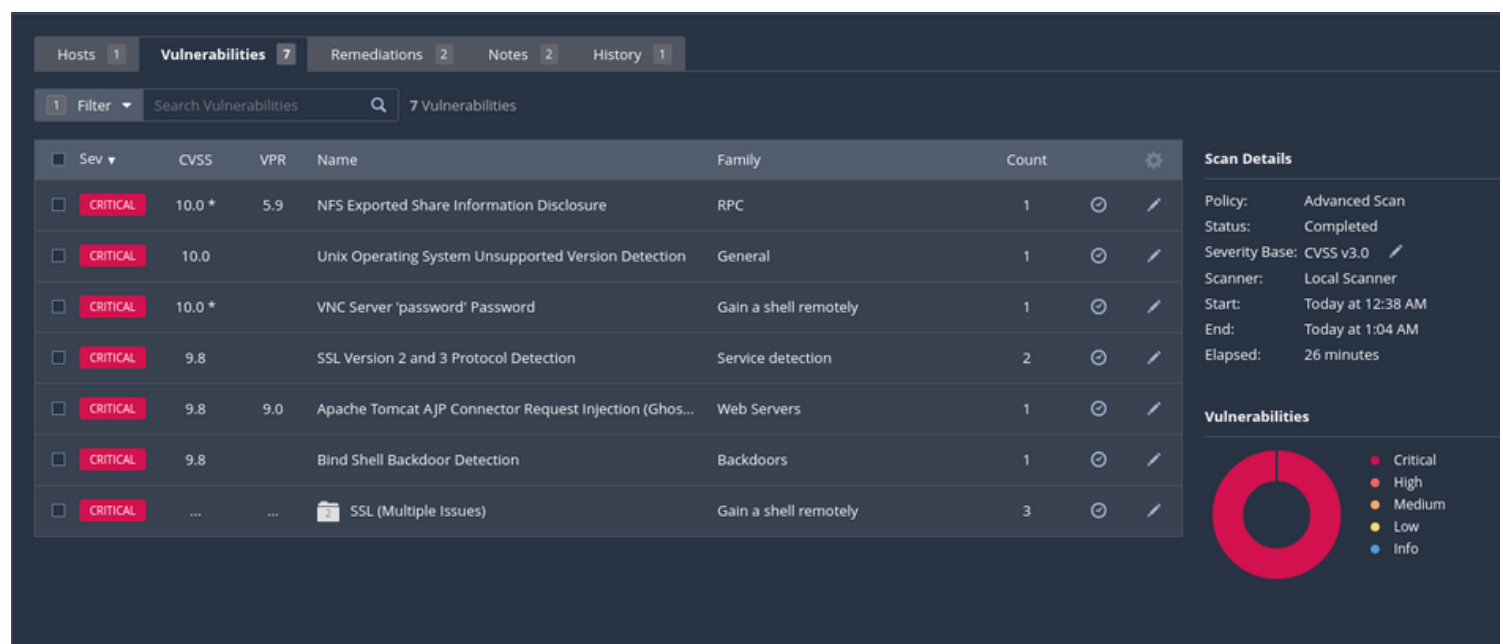 Hosts 1 Vulnerabilities 7 Remediations 2 Notes 2 History 1
1 Filter Search Vulnerabilities 7 Vulnerabilities
Sev CVSS VPR Name Family Count
CRITICAL 10.0 * 5.9 NFS Exported Share Information Disclosure RPC 1
CRITICAL 10.0 Unix Operating System Unsupported Version Detection General 1
CRITICAL 10.0 * VNC Server 'password' Password Gain a shell remotely 1
CRITICAL 9.8 SSL Version 2 and 3 Protocol Detection Service detection 2
CRITICAL 9.8 9.0 Apache Tomcat AJP Connector Request Injection (Ghos... Web Servers 1
CRITICAL 9.8 Bind Shell Backdoor Detection Backdoors 1
CRITICAL ... ... 2 SSL (Multiple Issues) Gain a shell remotely 3
Scan Details
Policy: Advanced Scan
Status: Completed
Severity Base: CVSS v3.0
Scanner: Local Scanner
Start: Today at 12:38 AM
End: Today at 1:04 AM
Elapsed: 26 minutes
Vulnerabilities
Critical
High
Medium
Low
Info